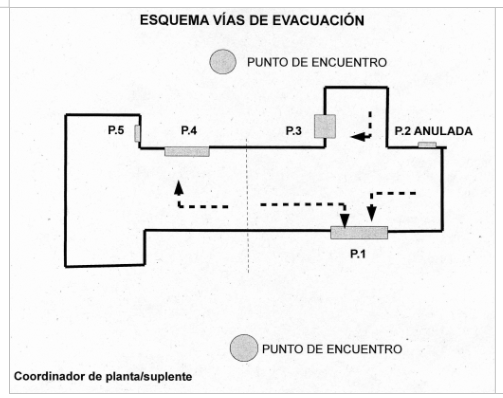 ESQUEMA VÍAS DE EVACUACIÓN
PUNTO DE ENCUENTRO
P.5
P.4
P.3
P.2 ANULADA
P.1
PUNTO DE ENCUENTRO
Coordinador de planta/suplente